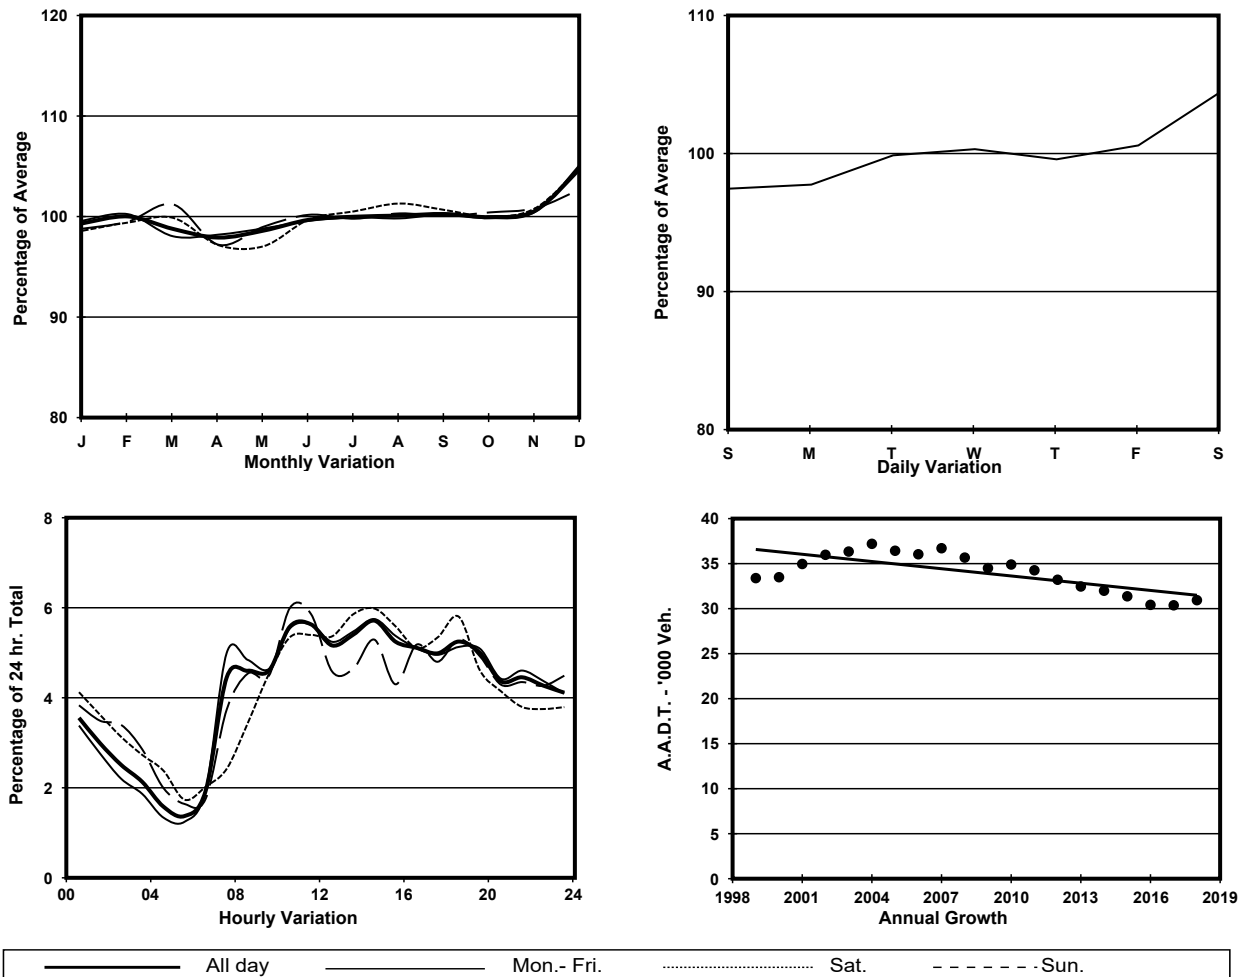 120
110
100
90
80
Percentage of Average
J F M A M J J A S O N D
Monthly Variation
110
100
90
80
Percentage of Average
S M T W T F S
Daily Variation
8
6
4
2
0
Percentage of 24 hr. Total
00 04 08 12 16 20 24
Hourly Variation
40
35
30
25
20
15
10
5
0
A.A.D.T. - '000 Veh.
1998 2001 2004 2007 2010 2013 2016 2019
Annual Growth
All day Mon.- Fri. Sat. Sun.